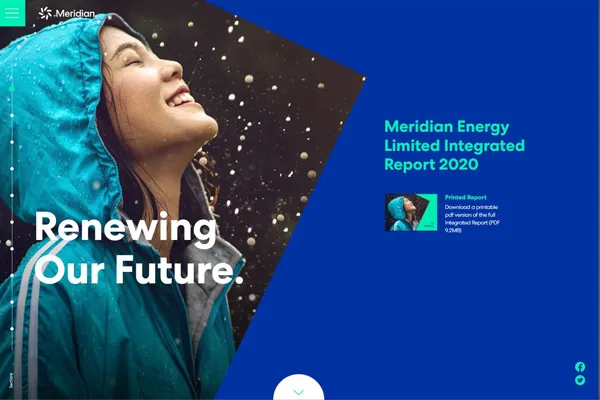 Meridian.
Renewing
Our Future.
Meridian Energy
Limited Integrated
Report 2020
Printed Report
Download a printable
pdf version of the full
Integrated Report (PDF
9.2MB)